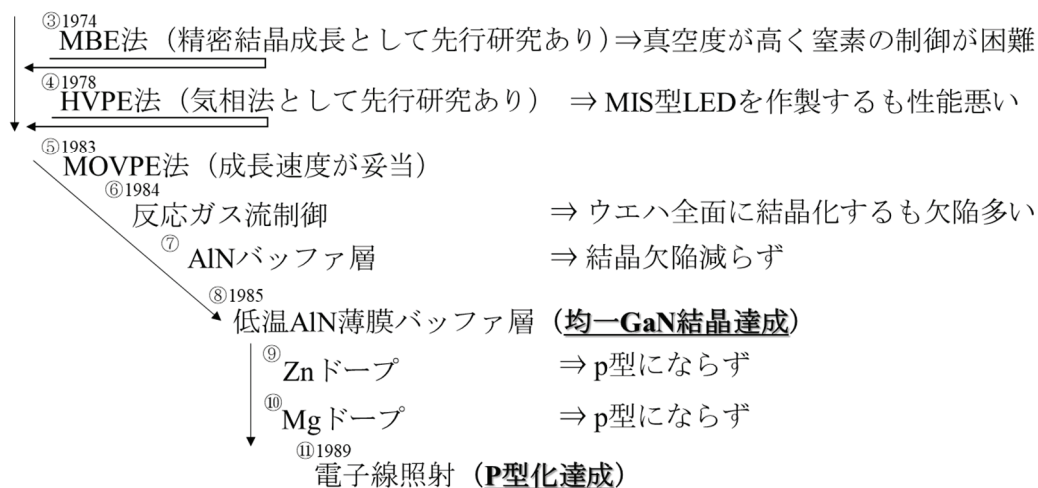 ③1974
MBE法（精密結晶成長として先行研究あり）⇒真空度が高く窒素の制御が困難
④1978
HVPE法（気相法として先行研究あり） ⇒ MIS型LEDを作製するも性能悪い
⑤1983
MOVPE法（成長速度が妥当）
⑥1984
反応ガス流制御 ⇒ ウエハ全面に結晶化するも欠陥多い
⑦
AlNバッファ層 ⇒ 結晶欠陥減らず
⑧1985
低温AlN薄膜バッファ層（均一GaN結晶達成）
⑨
Znドープ ⇒ p型にならず
⑩
Mgドープ ⇒ p型にならず
⑪1989
電子線照射（P型化達成）